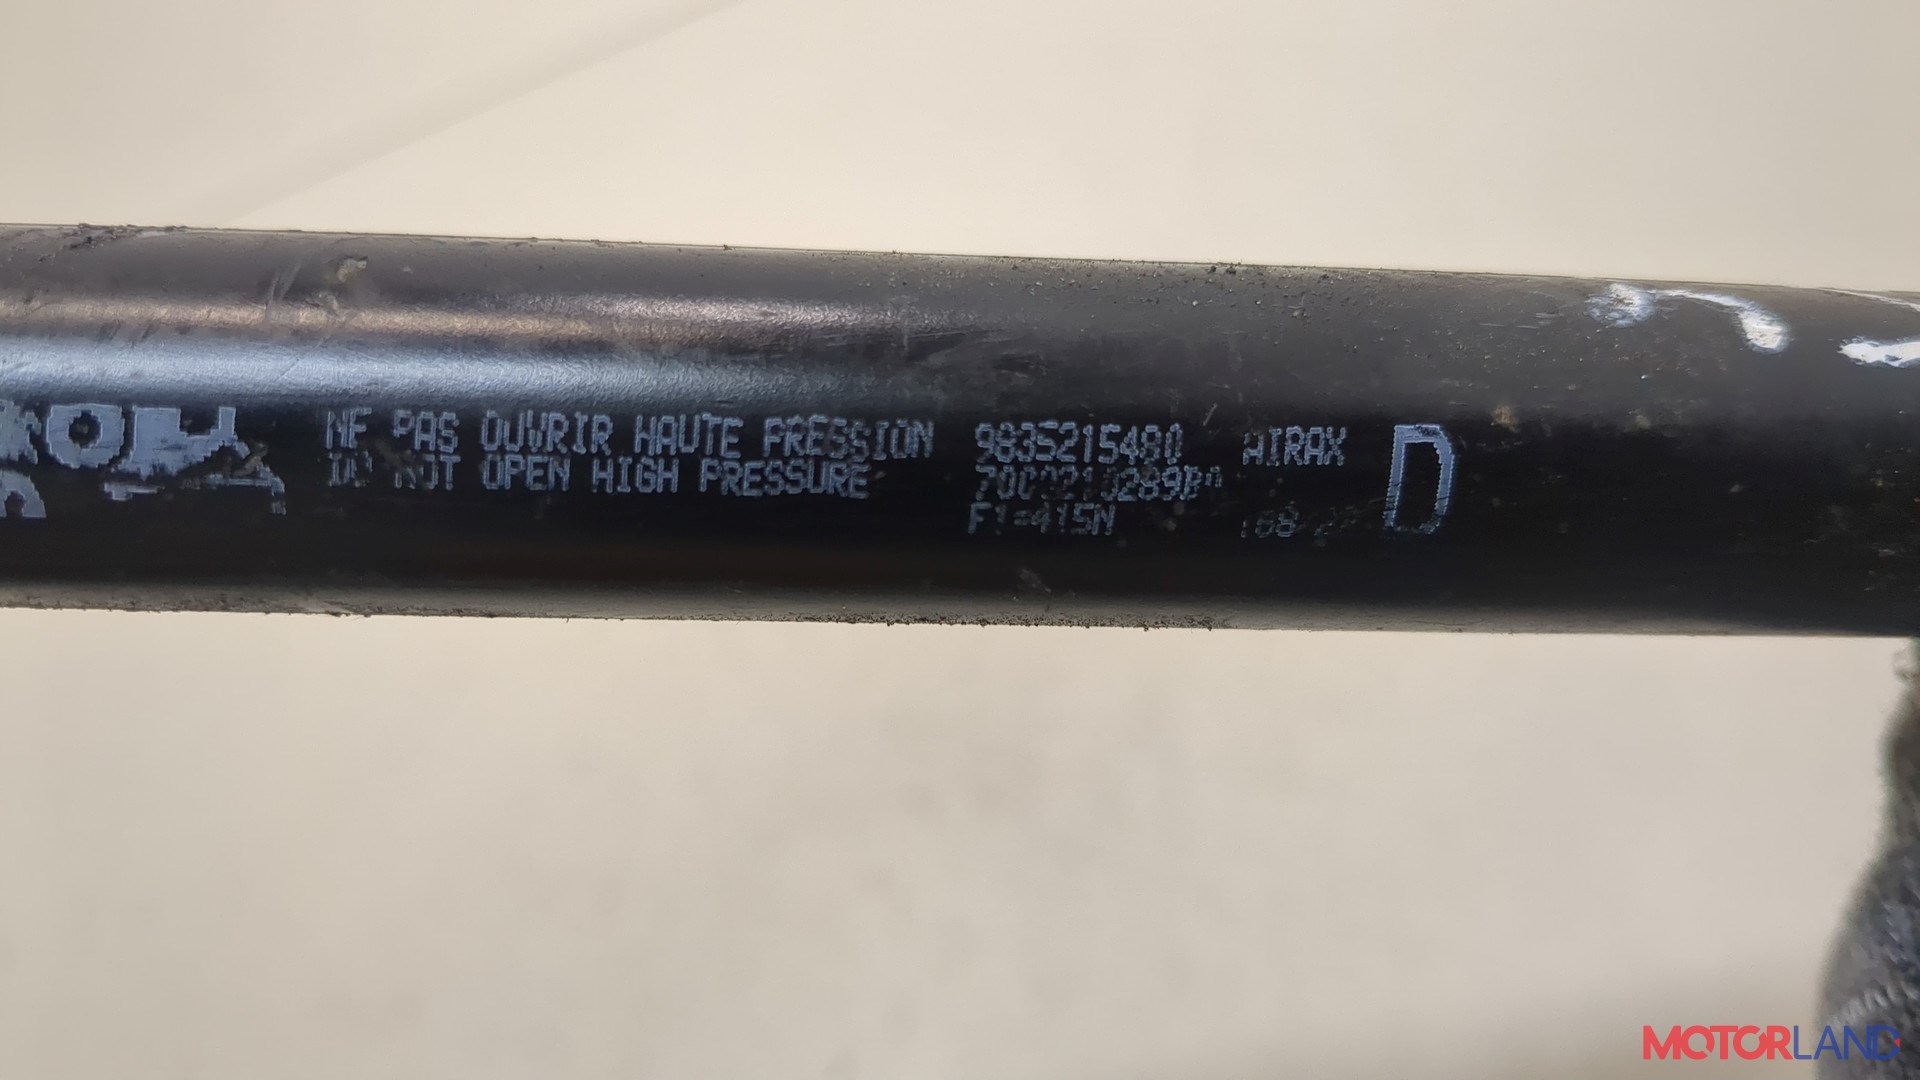 NE PAS OUVRIR HAUTE PRESSION 9835215480 AIRAX D
DO NOT OPEN HIGH PRESSURE
F1=415N
MOTORLAND